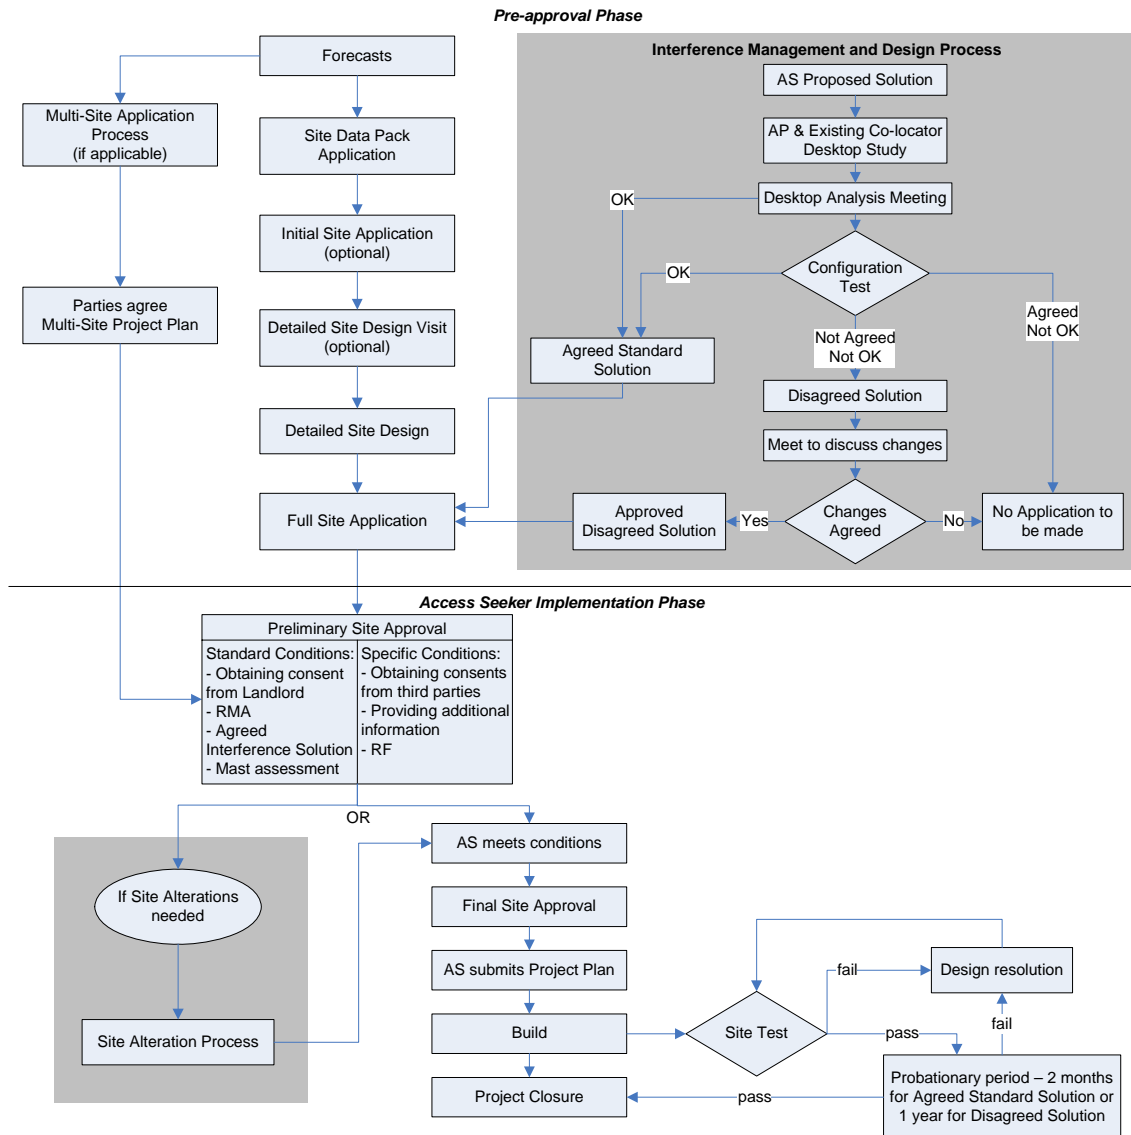 Pre-approval Phase
Forecasts
Multi-Site Application
Process
(if applicable)
Site Data Pack
Application
Initial Site Application
(optional)
Parties agree
Multi-Site Project Plan
Detailed Site Design Visit
(optional)
Detailed Site Design
Full Site Application
Interference Management and Design Process
AS Proposed Solution
AP & Existing Co-locator
Desktop Study
Desktop Analysis Meeting
OK
Configuration
Test
OK
Agreed
Not OK
Not Agreed
Not OK
Agreed Standard
Solution
Disagreed Solution
Meet to discuss changes
Changes
Agreed
Yes
No
Approved
Disagreed Solution
No Application to
be made
Access Seeker Implementation Phase
Preliminary Site Approval
Standard Conditions:
- Obtaining consent
from Landlord
- RMA
- Agreed
Interference Solution
- Mast assessment
Specific Conditions:
- Obtaining consents
from third parties
- Providing additional
information
- RF
OR
If Site Alterations
needed
Site Alteration Process
AS meets conditions
Final Site Approval
AS submits Project Plan
Build
Project Closure
Site Test
fail
Design resolution
pass
fail
Probationary period – 2 months
for Agreed Standard Solution or
1 year for Disagreed Solution
pass